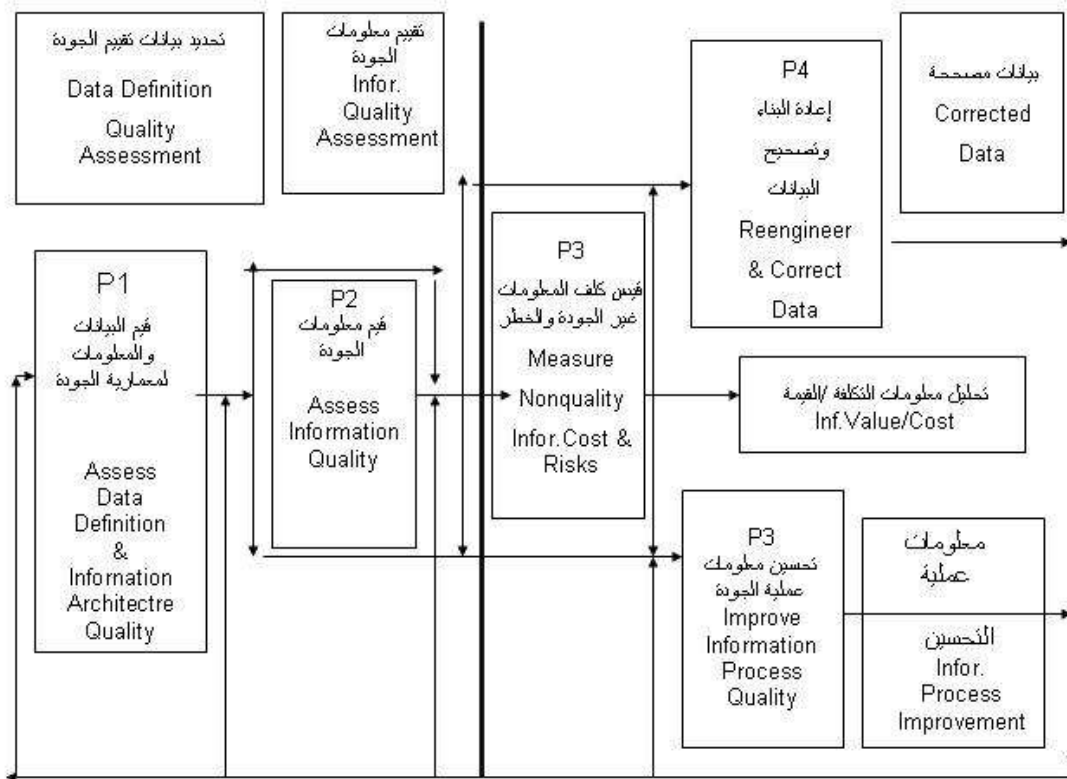 تحديد بيانات تقييم الجودة
Data Definition
Quality
Assessment
تقييم معلومات
الجودة
Infor.
Quality
Assessment
P4
إعادة البناء
وتصحيح
البيانات
Reengineer
& Correct
Data
بيانات مصححة
Corrected
Data
P1
قيم البيانات
والمعلومات
لمعمارية الجودة
Assess
Data
Definition
&
Infornation
Architectre
Quality
P2
قيم معلومات
الجودة
Assess
Information
Quality
P3
قيس كلف المعلومات
غير الجودة والخطر
Measure
Nonquality
Infor.Cost &
Risks
تحليل معلومات التكلفة /القيمة
Inf.Value/Cost
P3
تحسين معلومات
عملية الجودة
Improve
Information
Process
Quality
معلومات
عملية
التحسين
Infor.
Process
Improvement